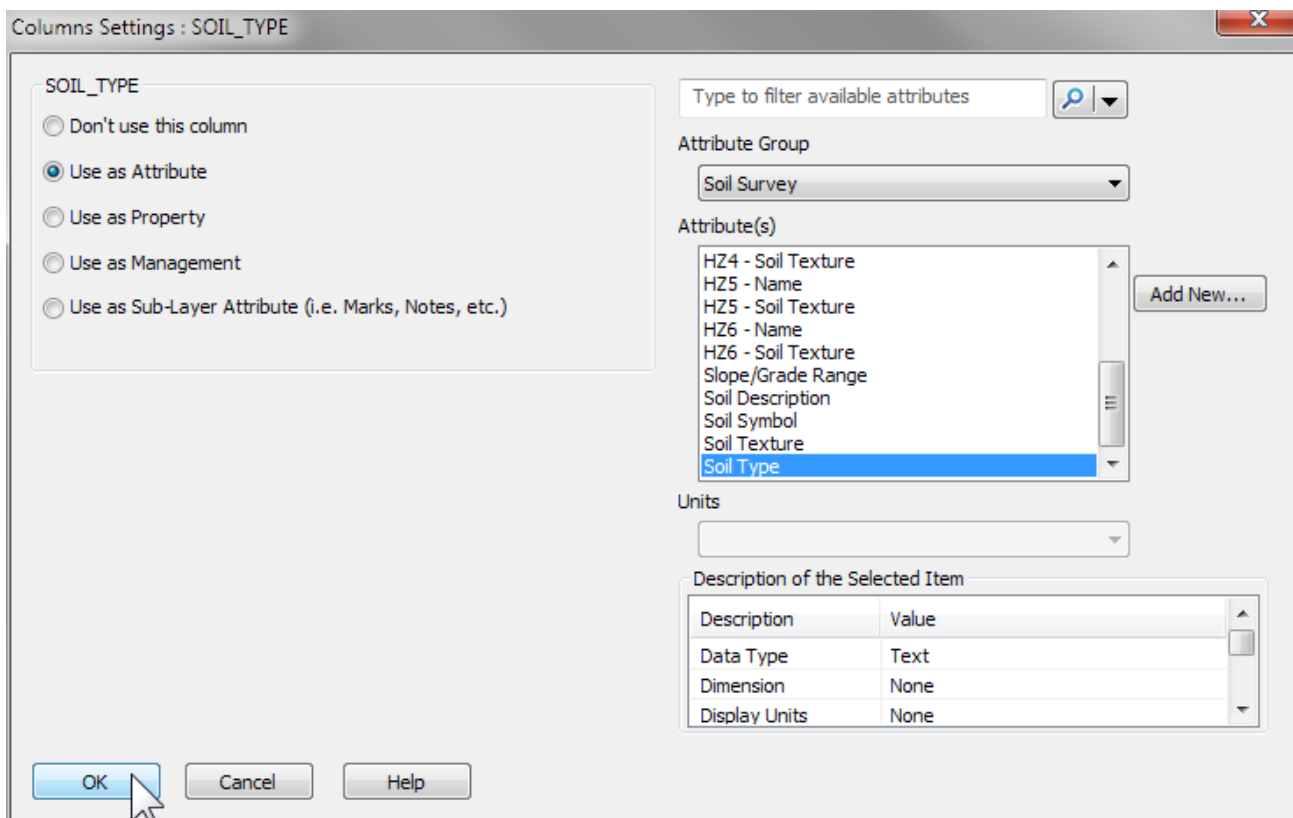 Columns Settings : SOIL_TYPE
SOIL_TYPE
Don't use this column
Use as Attribute
Use as Property
Use as Management
Use as Sub-Layer Attribute (i.e. Marks, Notes, etc.)
Type to filter available attributes
Attribute Group
Soil Survey
Attribute(s)
HZ4 - Soil Texture
HZ5 - Name
HZ5 - Soil Texture
HZ6 - Name
HZ6 - Soil Texture
Slope/Grade Range
Soil Description
Soil Symbol
Soil Texture
Soil Type
Add New...
Units
Description of the Selected Item
Description Value
Data Type Text
Dimension None
Display Units None
OK Cancel Help